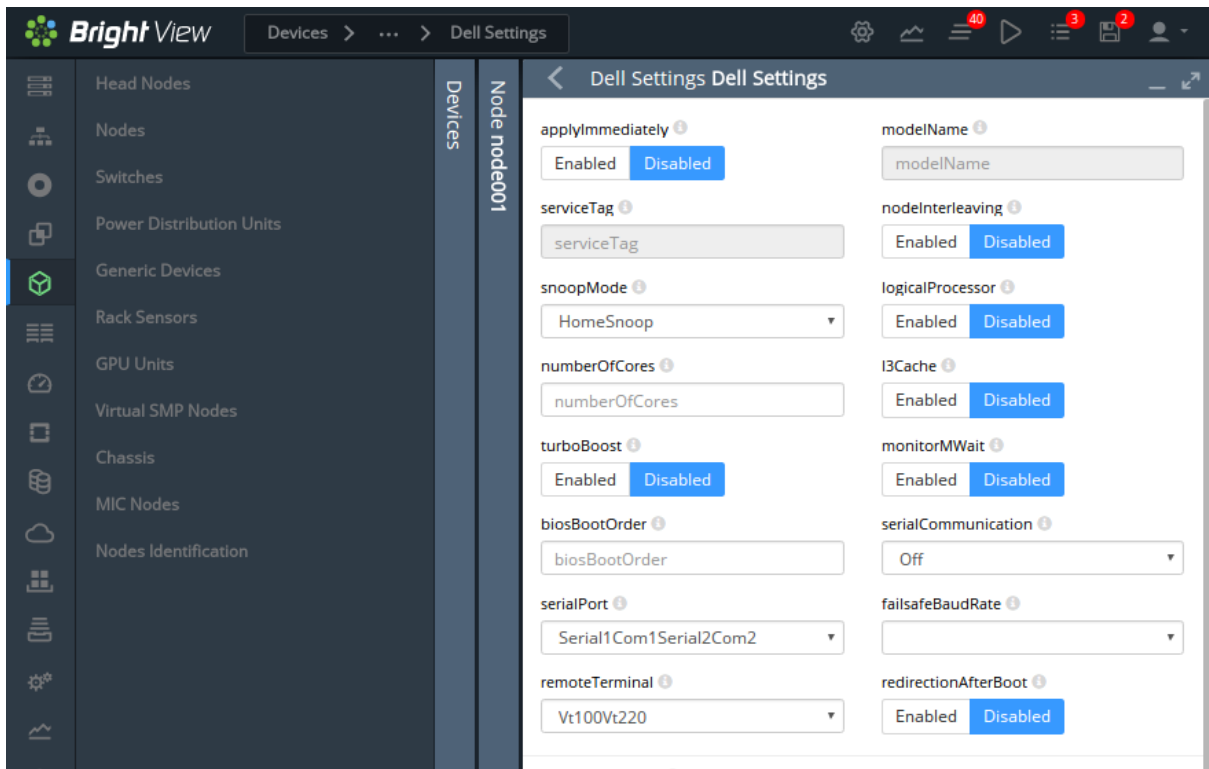 Bright View
Devices > ... > Dell Settings
40
3
2
Head Nodes
Nodes
Switches
Power Distribution Units
Generic Devices
Rack Sensors
GPU Units
Virtual SMP Nodes
Chassis
MIC Nodes
Nodes Identification
Devices
Node node001
Dell Settings Dell Settings
applyImmediately
Enabled Disabled
modelName
modelName
serviceTag
serviceTag
nodeInterleaving
Enabled Disabled
snoopMode
HomeSnoop
logicalProcessor
Enabled Disabled
numberOfCores
numberOfCores
l3Cache
Enabled Disabled
turboBoost
Enabled Disabled
monitorMWait
Enabled Disabled
biosBootOrder
biosBootOrder
serialCommunication
Off
serialPort
Serial1Com1Serial2Com2
failsafeBaudRate
remoteTerminal
Vt100Vt220
redirectionAfterBoot
Enabled Disabled